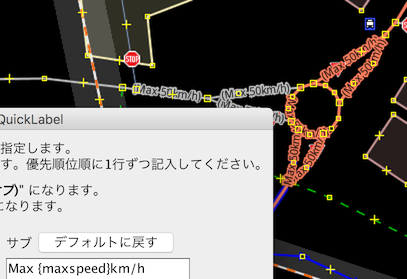 STOP
(Max 50km/h)
(Max 50km/h)
(Max 50km/h)
(Max 50km/h)
(Max 50km/h)
QuickLabel
指定します。
す。優先順位順に1行ずつ記入してください。
ブ)" になります。
になります。
サブ デフォルトに戻す
Max {maxspeed}km/h